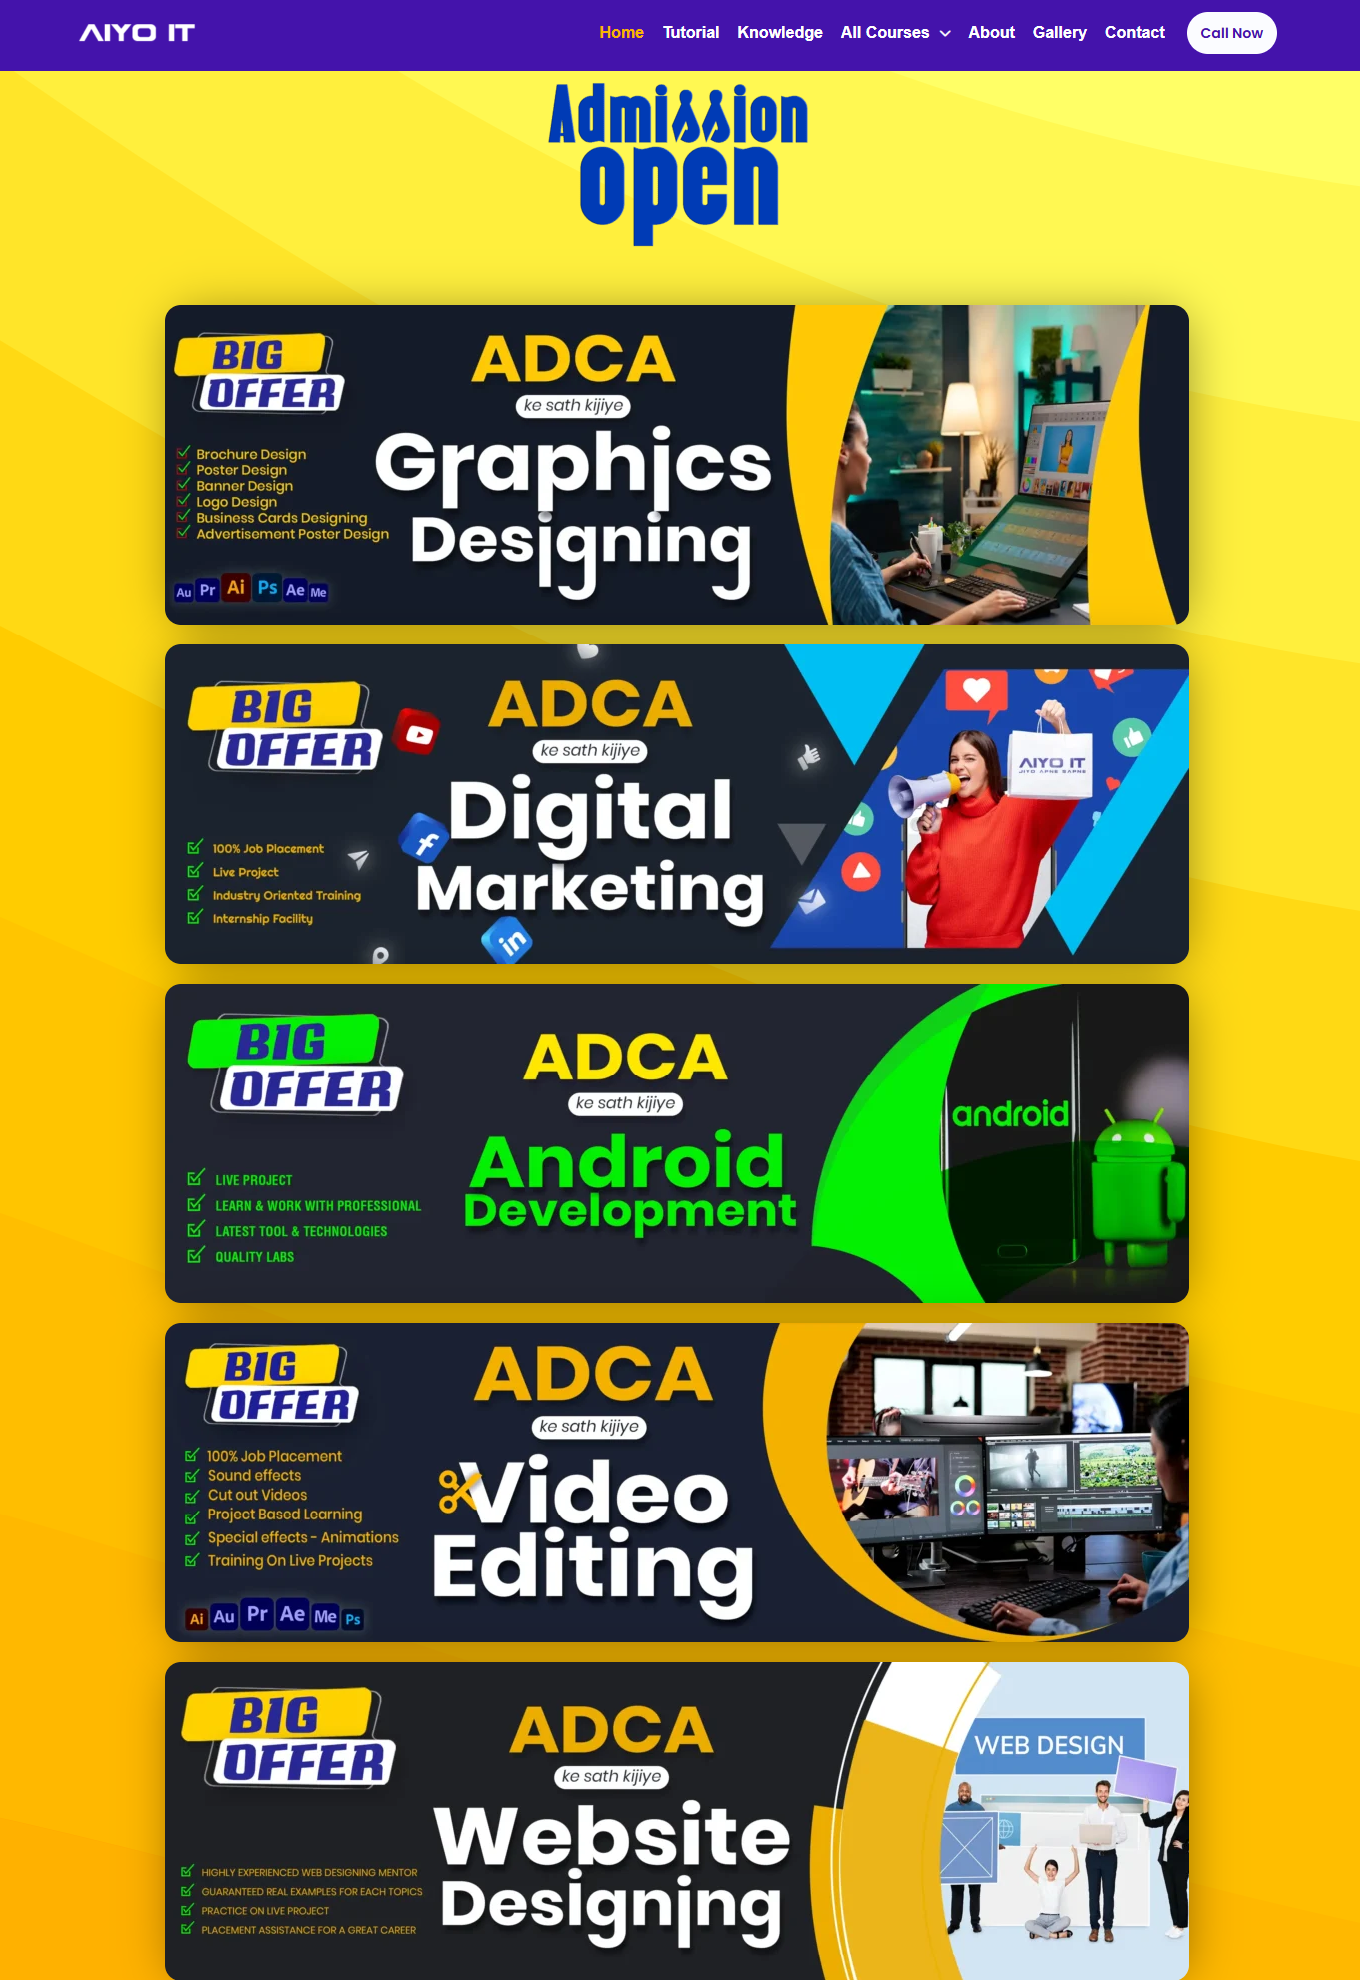 AIYO IT
Home Tutorial Knowledge All Courses About Gallery Contact Call Now
Admission
open
BIG
OFFER
Brochure Design
Poster Design
Banner Design
Logo Design
Business Cards Designing
Advertisement Poster Design
Au Pr Ai Ps Ae Me
ADCA
ke sath kijiye
Graphics
Designing
BIG
OFFER
100% Job Placement
Live Project
Industry Oriented Training
Internship Facility
ADCA
ke sath kijiye
Digital
Marketing
f
in
AIYO IT
JIYO APNE SAPNE
BIG
OFFER
LIVE PROJECT
LEARN & WORK WITH PROFESSIONAL
LATEST TOOL & TECHNOLOGIES
QUALITY LABS
ADCA
ke sath kijiye
Android
Development
android
BIG
OFFER
100% Job Placement
Sound effects
Cut out Videos
Project Based Learning
Special effects - Animations
Training On Live Projects
Ai Au Pr Ae Me Ps
ADCA
ke sath kijiye
Video
Editing
BIG
OFFER
HIGHLY EXPERIENCED WEB DESIGNING MENTOR
GUARANTEED REAL EXAMPLES FOR EACH TOPICS
PRACTICE ON LIVE PROJECT
PLACEMENT ASSISTANCE FOR A GREAT CAREER
ADCA
ke sath kijiye
Website
Designing
WEB DESIGN